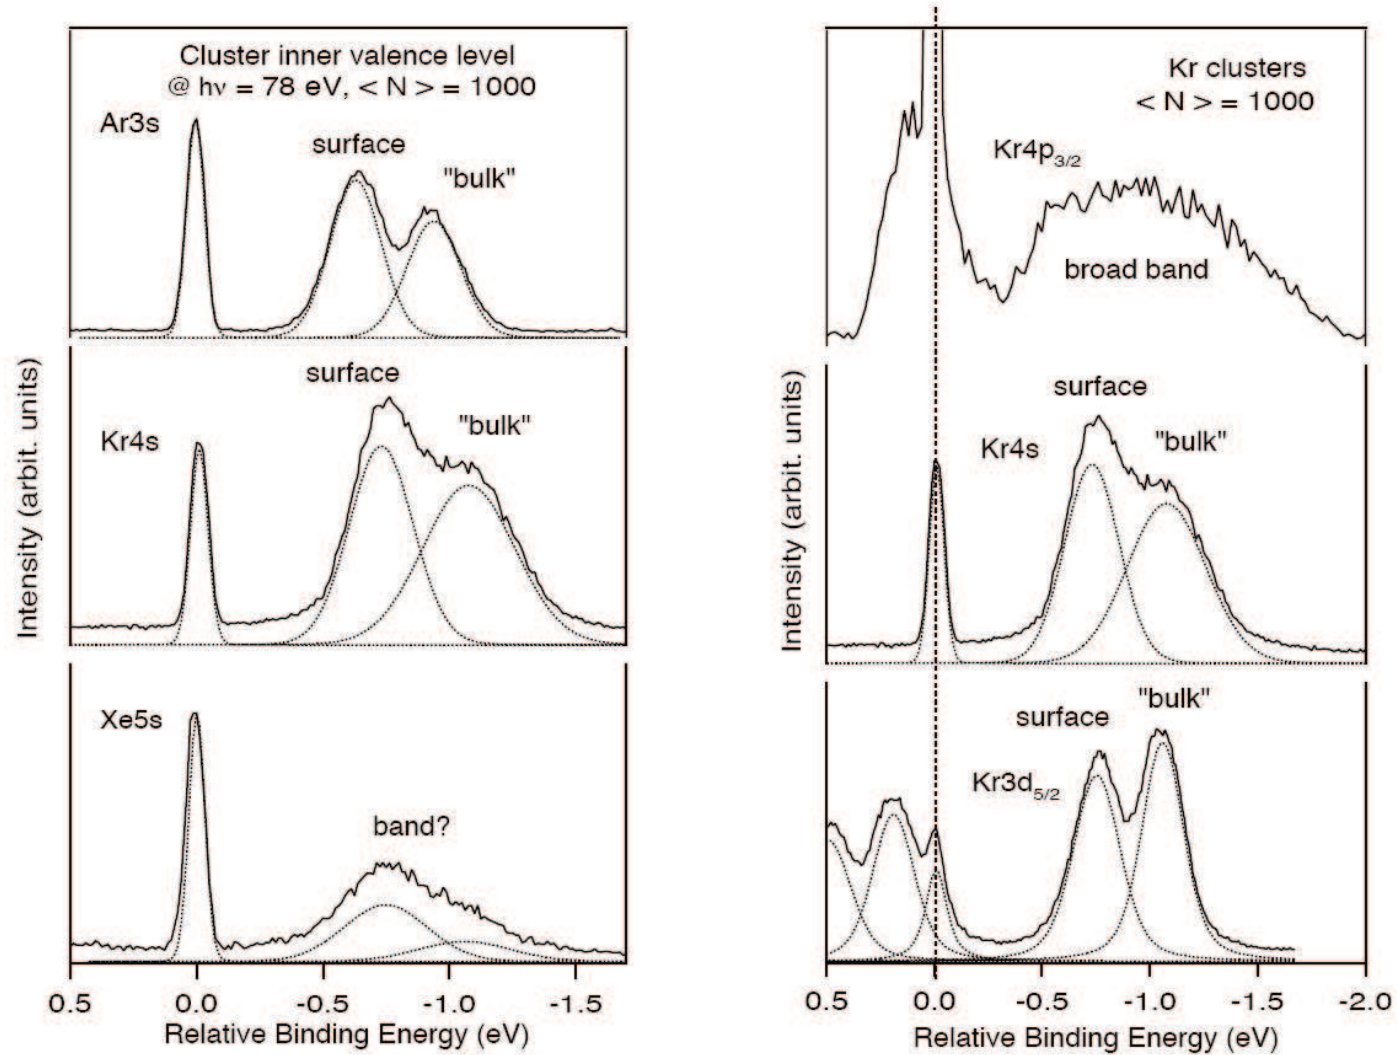 Cluster inner valence level
@ hν = 78 eV, < N > = 1000
Ar3s
surface
"bulk"
surface
Kr4s
"bulk"
Xe5s
band?
Intensity (arbit. units)
0.5 0.0 -0.5 -1.0 -1.5
Relative Binding Energy (eV)
Kr clusters
< N > = 1000
Kr4p3/2
broad band
surface
Kr4s
"bulk"
"bulk"
surface
Kr3d5/2
Intensity (arbit. units)
0.5 0.0 -0.5 -1.0 -1.5 -2.0
Relative Binding Energy (eV)